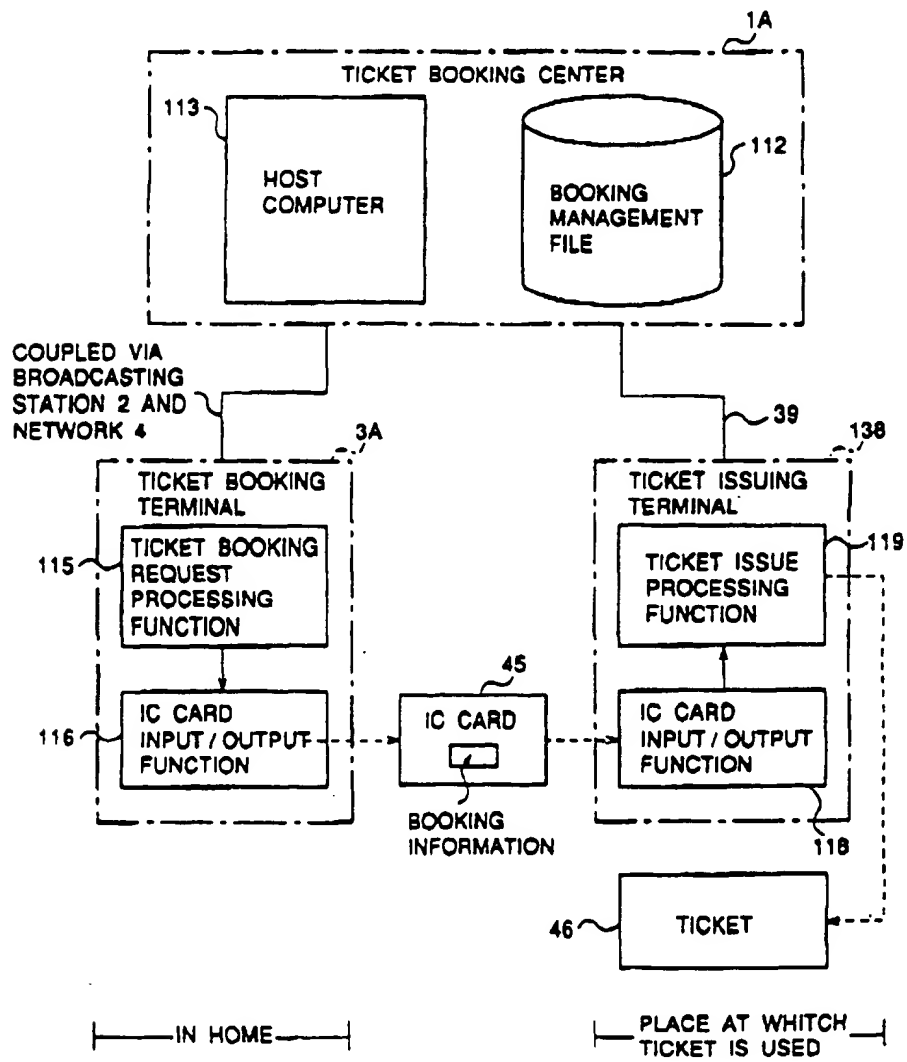 1A
TICKET BOOKING CENTER
113
HOST
COMPUTER
112
BOOKING
MANAGEMENT
FILE
COUPLED VIA
BROADCASTING
STATION 2 AND
NETWORK 4
3A
39
138
TICKET BOOKING
TERMINAL
TICKET ISSUING
TERMINAL
115
TICKET BOOKING
REQUEST
PROCESSING
FUNCTION
119
TICKET ISSUE
PROCESSING
FUNCTION
45
116
IC CARD
INPUT/OUTPUT
FUNCTION
IC CARD
IC CARD
INPUT/OUTPUT
FUNCTION
BOOKING
INFORMATION
118
46
TICKET
IN HOME
PLACE AT WHITCH
TICKET IS USED